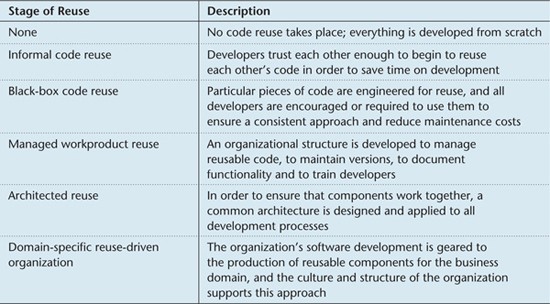 Stage of Reuse Description
None No code reuse takes place; everything is developed from scratch
Informal code reuse Developers trust each other enough to begin to reuse
each other's code in order to save time on development
Black-box code reuse Particular pieces of code are engineered for reuse, and all
developers are encouraged or required to use them to
ensure a consistent approach and reduce maintenance costs
Managed workproduct reuse An organizational structure is developed to manage
reusable code, to maintain versions, to document
functionality and to train developers
Architected reuse In order to ensure that components work together, a
common architecture is designed and applied to all
development processes
Domain-specific reuse-driven The organization's software development is geared to
organization the production of reusable components for the business
domain, and the culture and structure of the organization
supports this approach